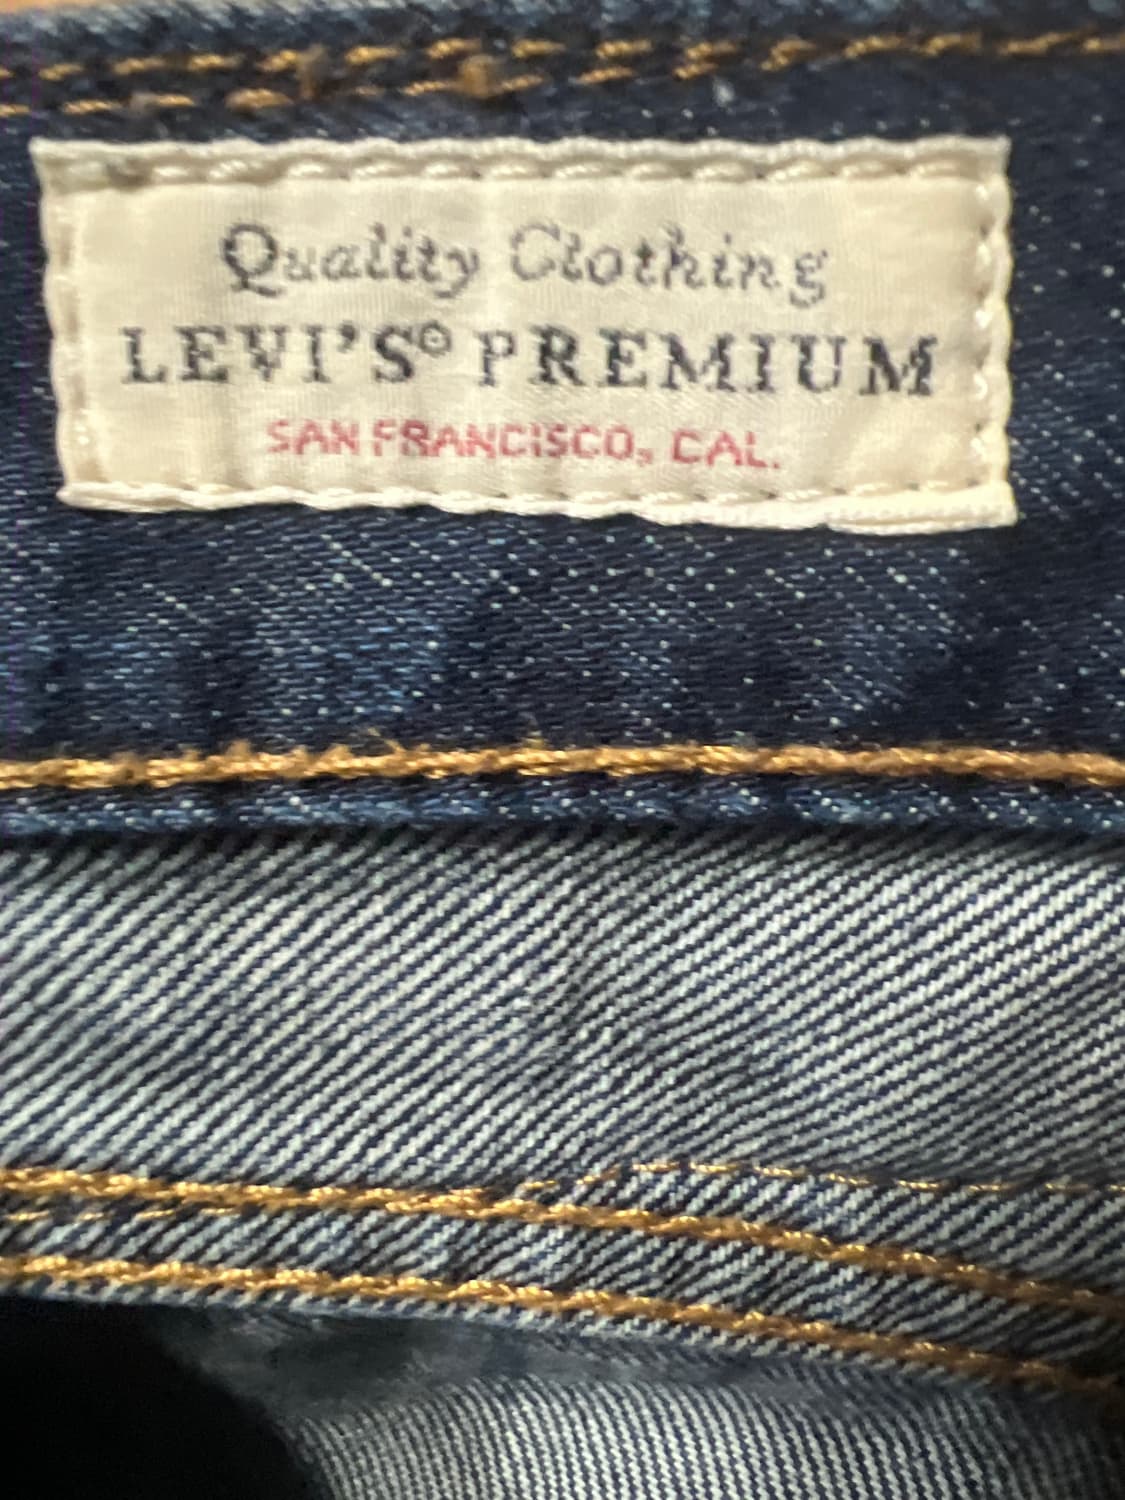 Quality Clothing
LEVI'S® PREMIUM
SAN FRANCISCO, CAL.